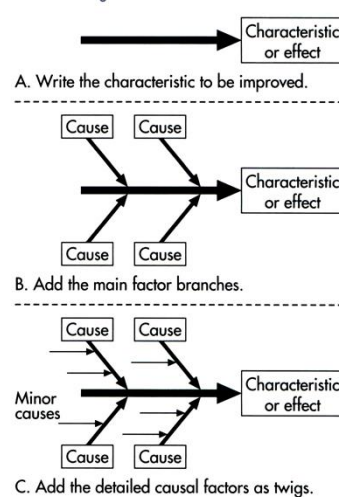 Characteristic
or effect
A. Write the characteristic to be improved.
Cause
Cause
Characteristic
or effect
Cause
Cause
B. Add the main factor branches.
Cause
Cause
Characteristic
or effect
Minor
causes
Cause
Cause
C. Add the detailed causal factors as twigs.